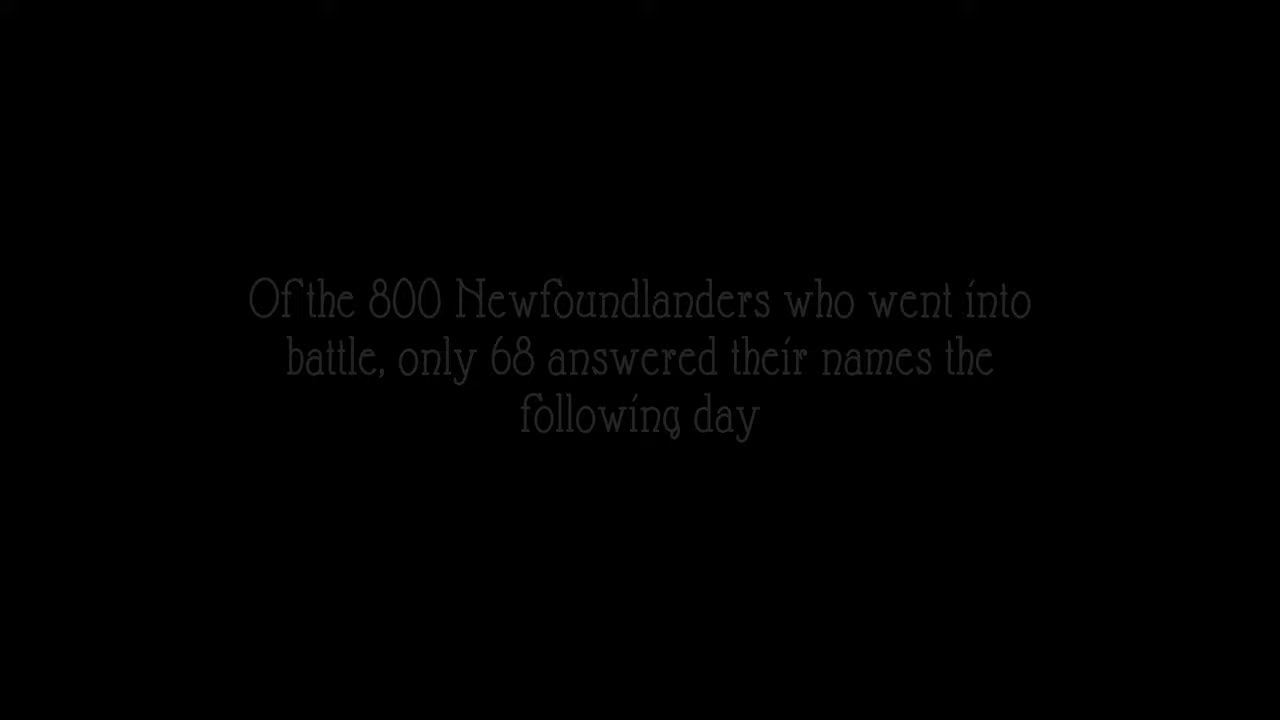 Of the 800 Newfoundlanders who went into
battle, only 68 answered their names the
following day